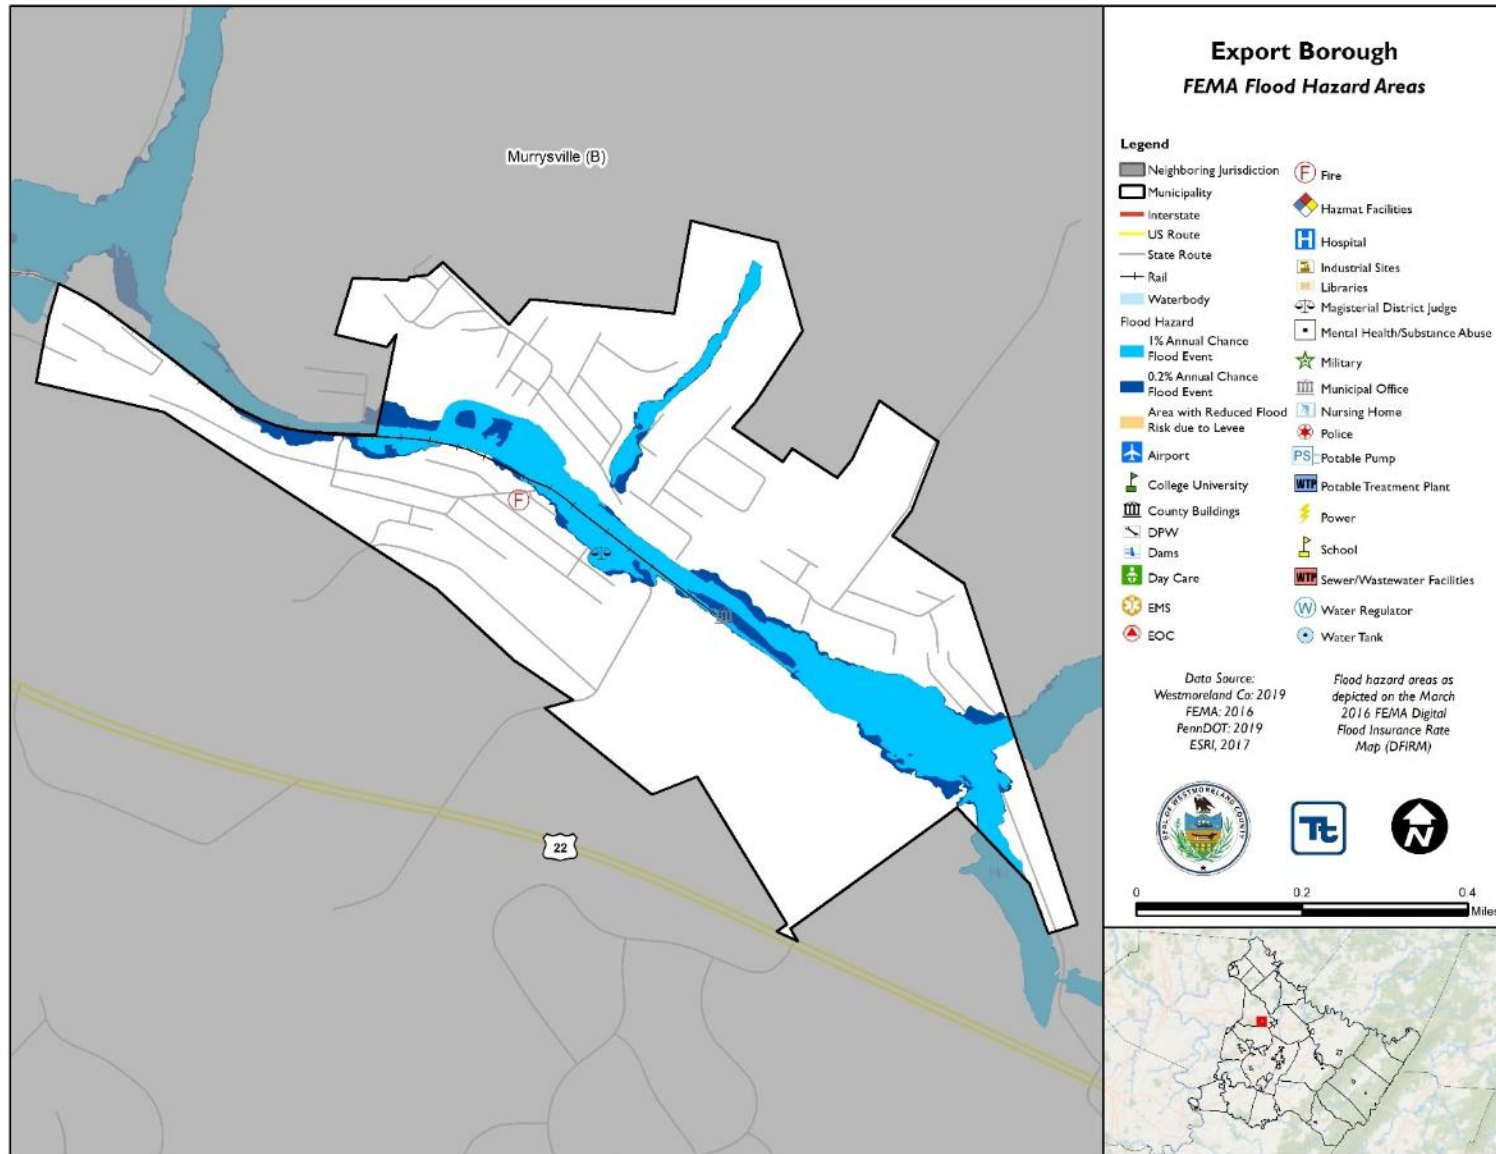 Export Borough
FEMA Flood Hazard Areas
Murrysville (B)
Legend
Neighboring Jurisdiction
Municipality
Interstate
US Route
State Route
Rail
Waterbody
Flood Hazard
1% Annual Chance
Flood Event
0.2% Annual Chance
Flood Event
Area with Reduced Flood
Risk due to Levee
Airport
College University
County Buildings
DPW
Dams
Day Care
EMS
EOC
F Fire
Hazmat Facilities
H Hospital
Industrial Sites
Libraries
Magisterial District Judge
Mental Health/Substance Abuse
Military
Municipal Office
Nursing Home
Police
PS Potable Pump
WTP Potable Treatment Plant
Power
School
WTP Sewer/Wastewater Facilities
W Water Regulator
Water Tank
F
22
Data Source:
Westmoreland Co: 2019
FEMA: 2016
PennDOT: 2019
ESRI, 2017
Flood hazard areas as
depicted on the March
2016 FEMA Digital
Flood Insurance Rate
Map (DFIRM)
SEAL OF WESTMORELAND COUNTY
Tt
N
0 0.2 0.4
Miles